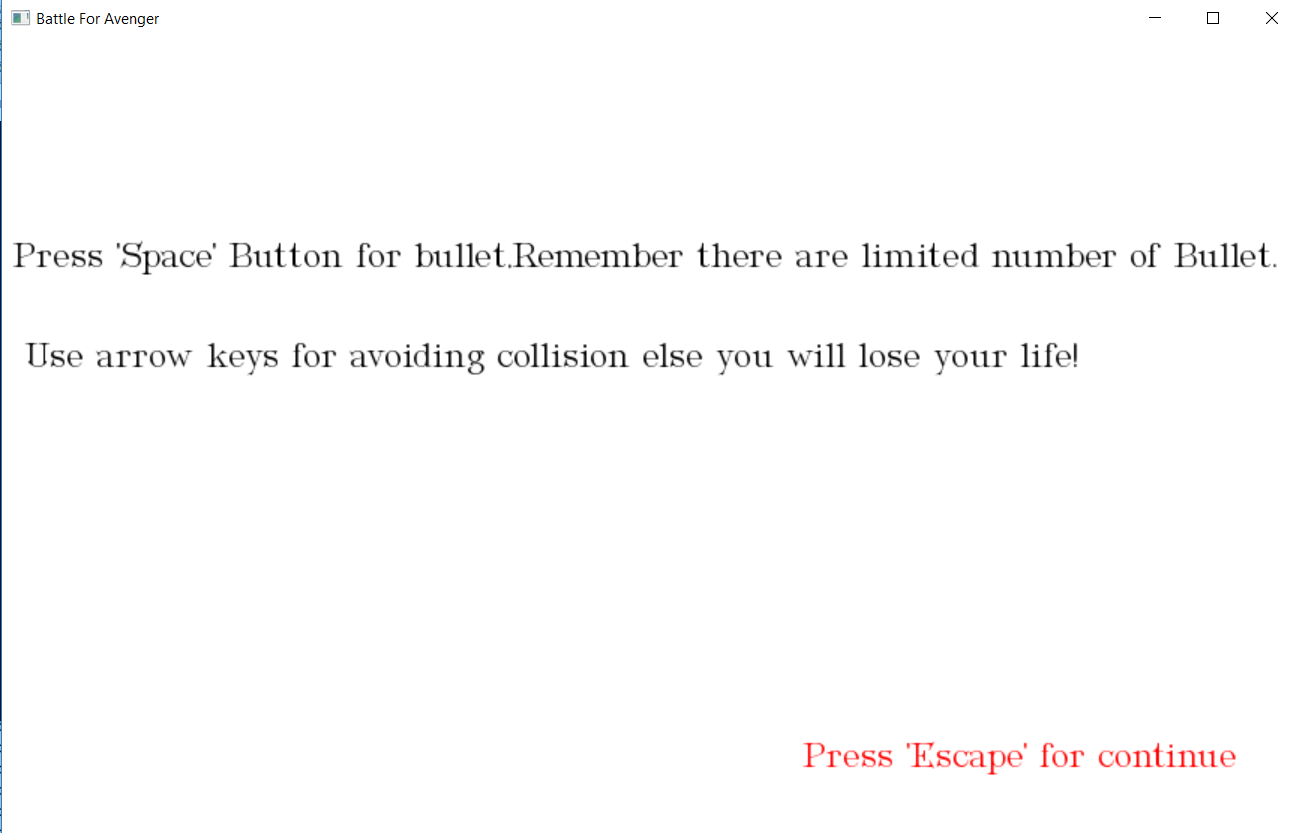 Battle For Avenger
Press 'Space' Button for bullet.Remember there are limited number of Bullet.
Use arrow keys for avoiding collision else you will lose your life!
Press 'Escape' for continue